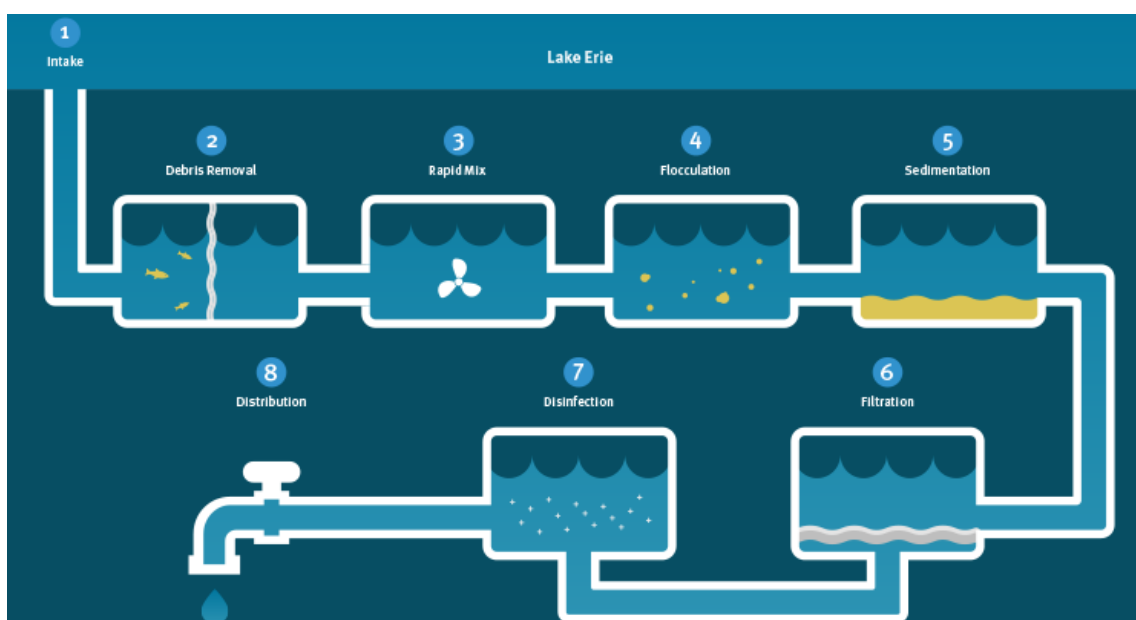 1
Intake
Lake Erie
2
Debris Removal
3
Rapid Mix
4
Flocculation
5
Sedimentation
6
Filtration
7
Disinfection
8
Distribution